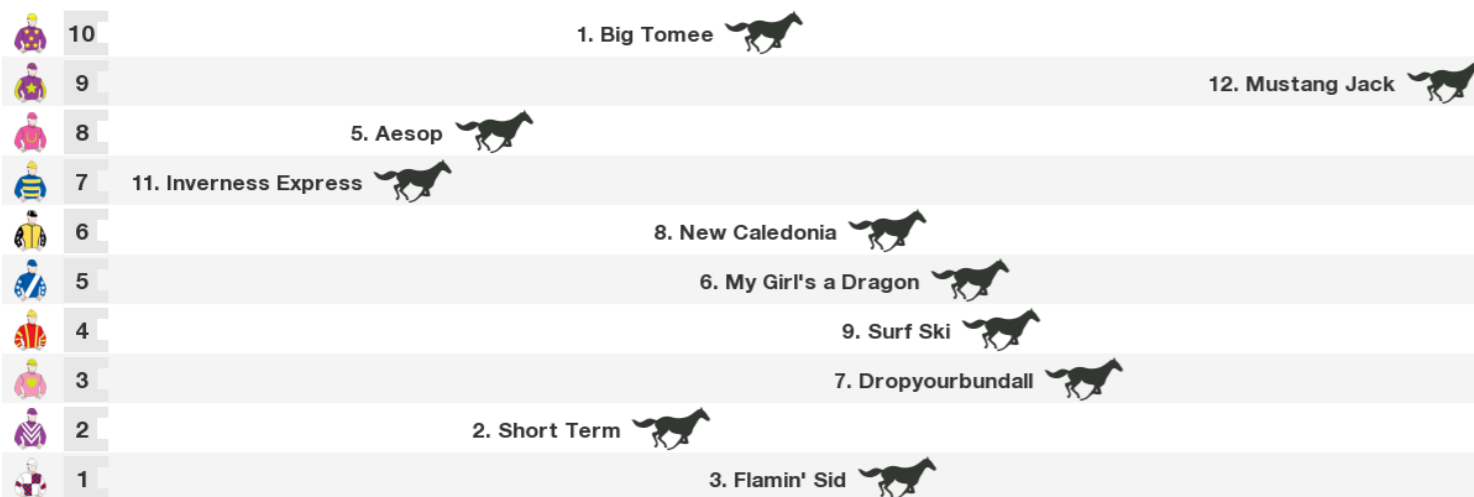 10 1. Big Tomee
9 12. Mustang Jack
8 5. Aesop
7 11. Inverness Express
6 8. New Caledonia
5 6. My Girl's a Dragon
4 9. Surf Ski
3 7. Dropyourbundall
2 2. Short Term
1 3. Flamin' Sid